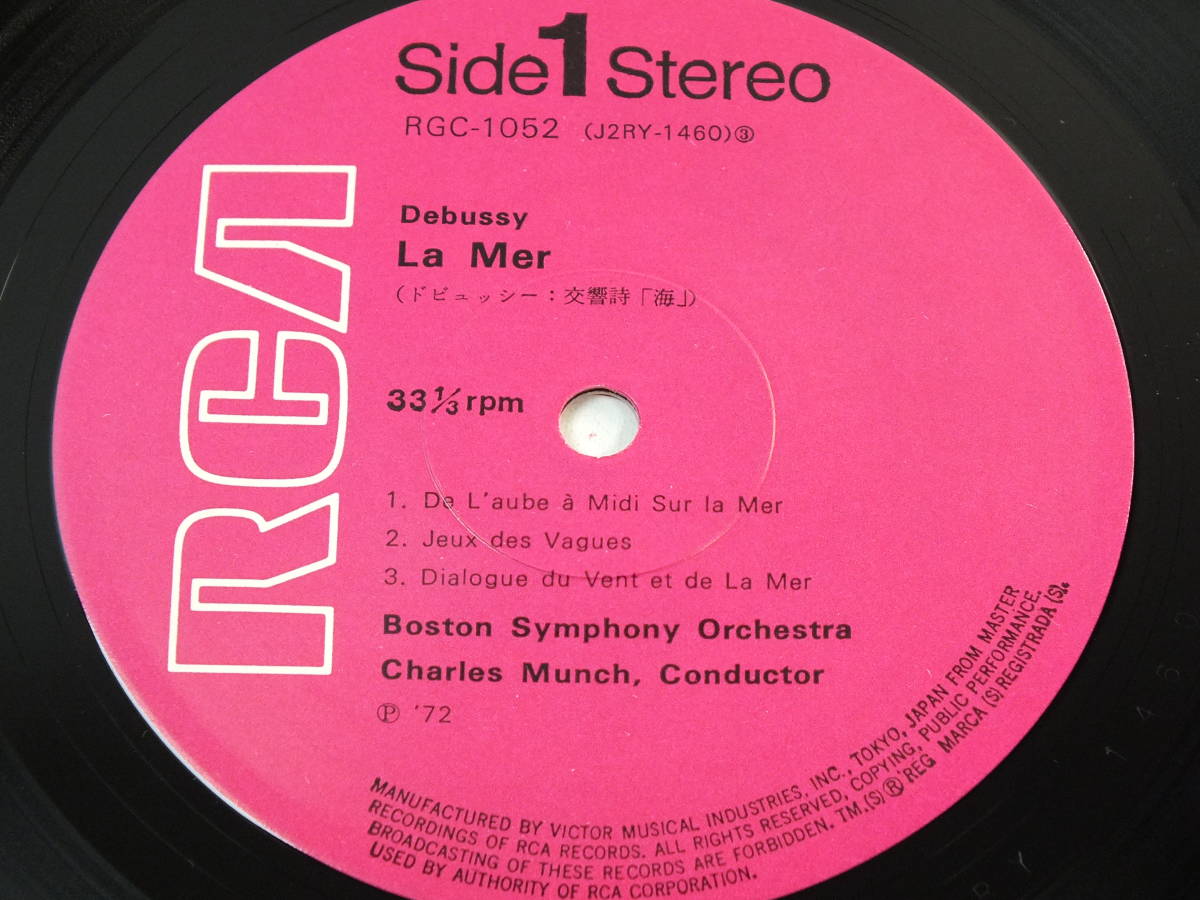 Side 1 Stereo
RGC-1052 (J2RY-1460)③
RCA
Debussy
La Mer
(ドビュッシー：交響詩「海」)
33 1/3 rpm
1. De L'aube à Midi Sur la Mer
2. Jeux des Vagues
3. Dialogue du Vent et de La Mer
Boston Symphony Orchestra
Charles Munch, Conductor
Ⓟ '72
MANUFACTURED BY VICTOR MUSICAL INDUSTRIES, INC., TOKYO, JAPAN FROM MASTER
RECORDINGS OF RCA RECORDS. ALL RIGHTS RESERVED, COPYING, PUBLIC PERFORMANCE,
BROADCASTING OF THESE RECORDS ARE FORBIDDEN. TM.(S)® REG MARCA (S) REGISTRADA (S).
USED BY AUTHORITY OF RCA CORPORATION.